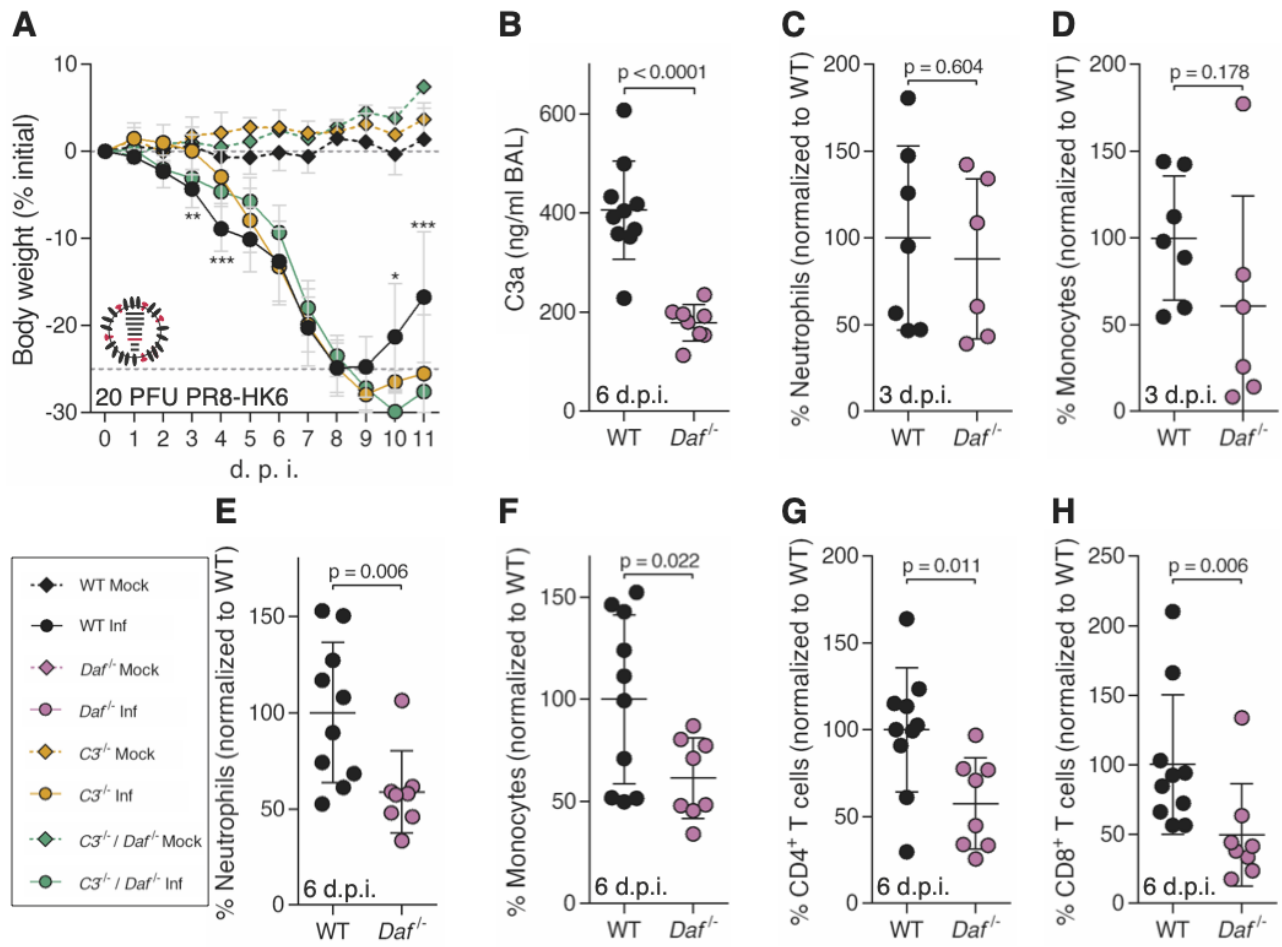 A
Body weight (% initial)
10
0
-10
-20
-30
**
***
*
***
20 PFU PR8-HK6
0 1 2 3 4 5 6 7 8 9 10 11
d. p. i.
B
C3a (ng/ml BAL)
600
400
200
0
p < 0.0001
6 d.p.i.
WT Daf-/-
C
% Neutrophils (normalized to WT)
200
150
100
50
0
p = 0.604
3 d.p.i.
WT Daf-/-
D
% Monocytes (normalized to WT)
200
150
100
50
0
p = 0.178
3 d.p.i.
WT Daf-/-
WT Mock
WT Inf
Daf-/- Mock
Daf-/- Inf
C3-/- Mock
C3-/- Inf
C3-/- / Daf-/- Mock
C3-/- / Daf-/- Inf
E
% Neutrophils (normalized to WT)
150
100
50
0
p = 0.006
6 d.p.i.
WT Daf-/-
F
% Monocytes (normalized to WT)
150
100
50
0
p = 0.022
6 d.p.i.
WT Daf-/-
G
% CD4+ T cells (normalized to WT)
200
150
100
50
0
p = 0.011
6 d.p.i.
WT Daf-/-
H
% CD8+ T cells (normalized to WT)
250
200
150
100
50
0
p = 0.006
6 d.p.i.
WT Daf-/-